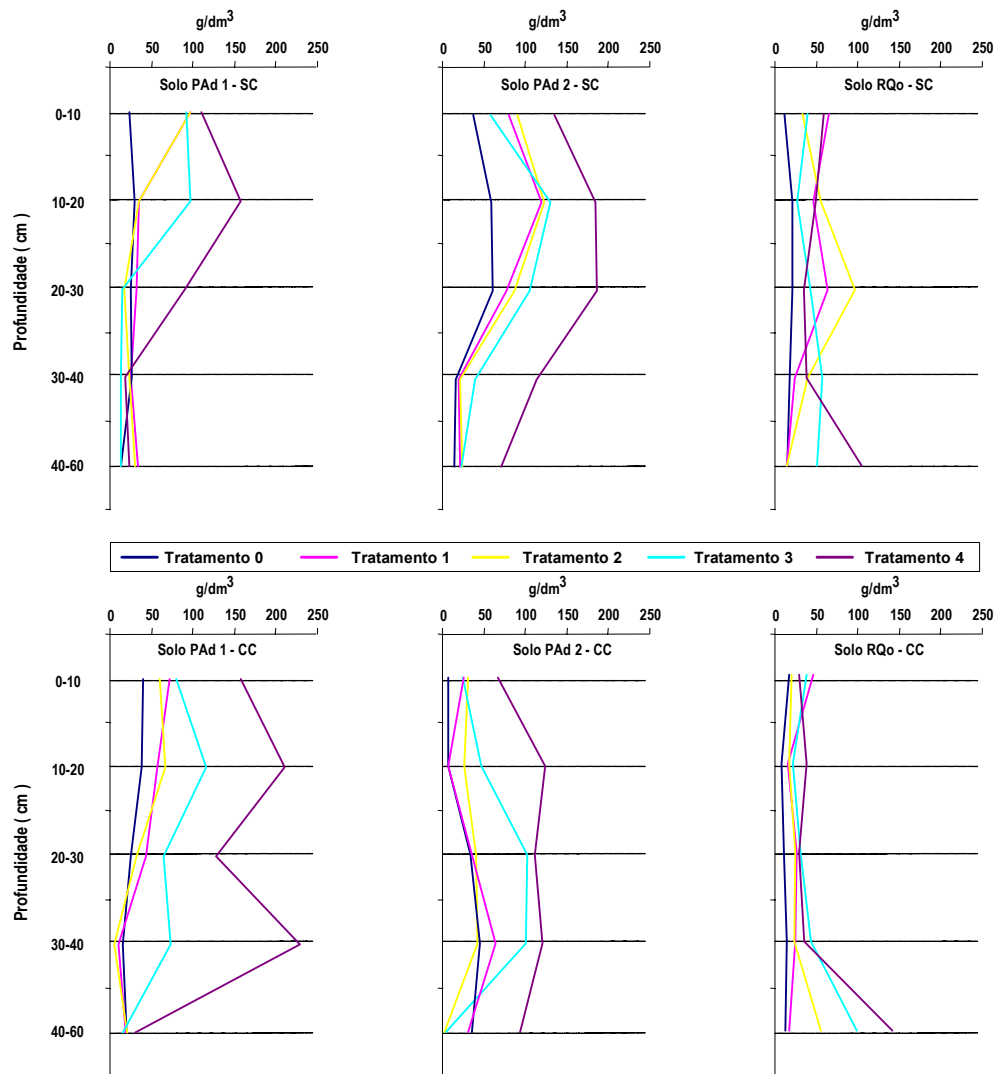 g/dm³ g/dm³ g/dm³
0 50 100 150 200 250 0 50 100 150 200 250 0 50 100 150 200 250
Solo PAd 1 - SC Solo PAd 2 - SC Solo RQo - SC
Profundidade ( cm )
0-10
10-20
20-30
30-40
40-60
Tratamento 0 Tratamento 1 Tratamento 2 Tratamento 3 Tratamento 4
g/dm³ g/dm³ g/dm³
0 50 100 150 200 250 0 50 100 150 200 250 0 50 100 150 200 250
Solo PAd 1 - CC Solo PAd 2 - CC Solo RQo - CC
Profundidade ( cm )
0-10
10-20
20-30
30-40
40-60